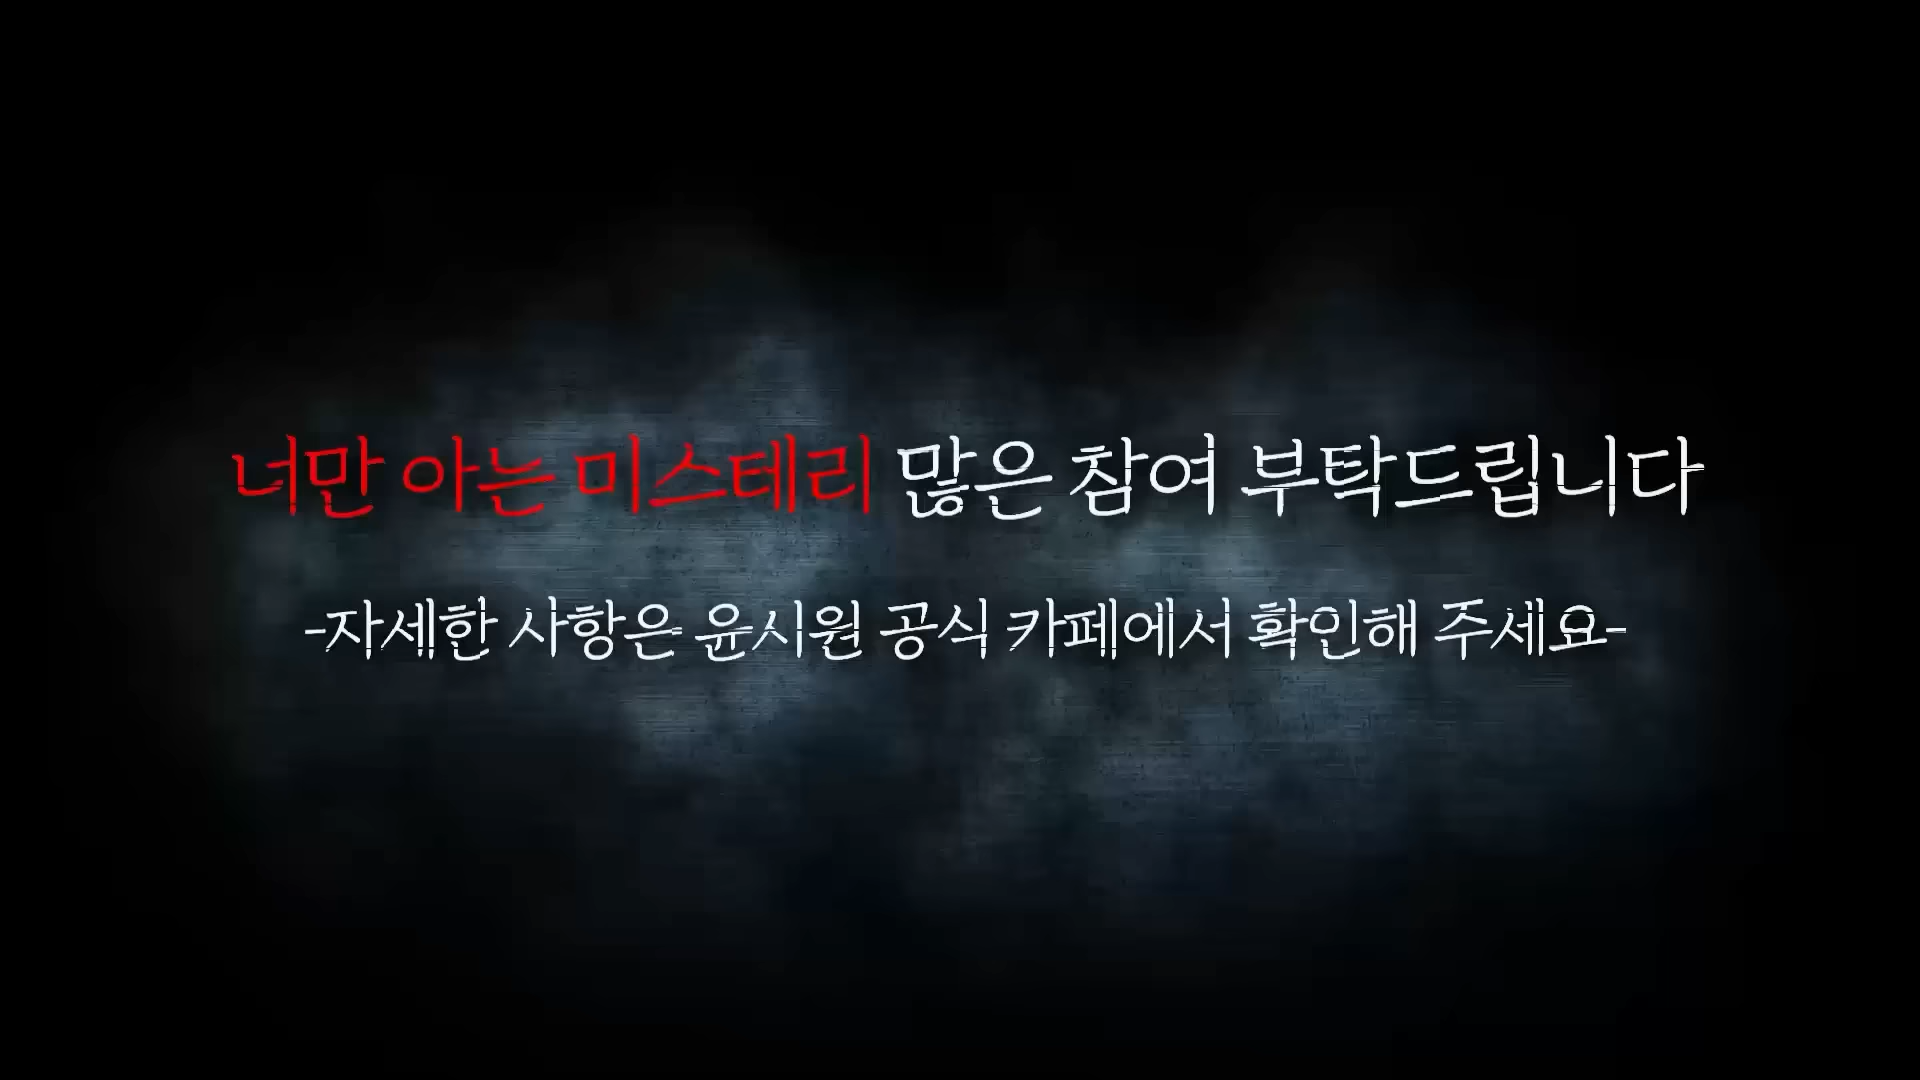 너만 아는 미스테리 많은 참여 부탁드립니다
-자세한 사항은 윤시원 공식 카페에서 확인해 주세요-